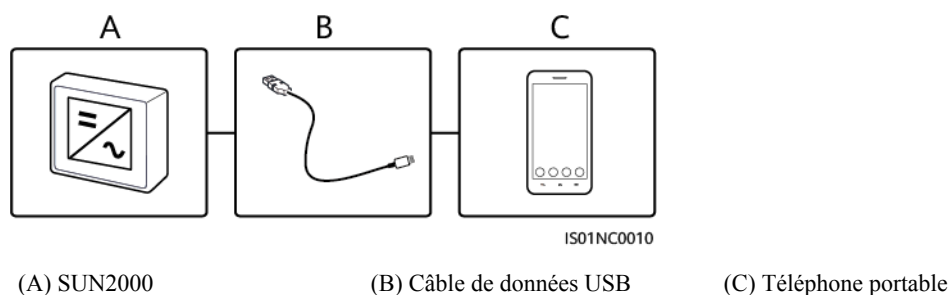 A B C
IS01NC0010
(A) SUN2000 (B) Câble de données USB (C) Téléphone portable